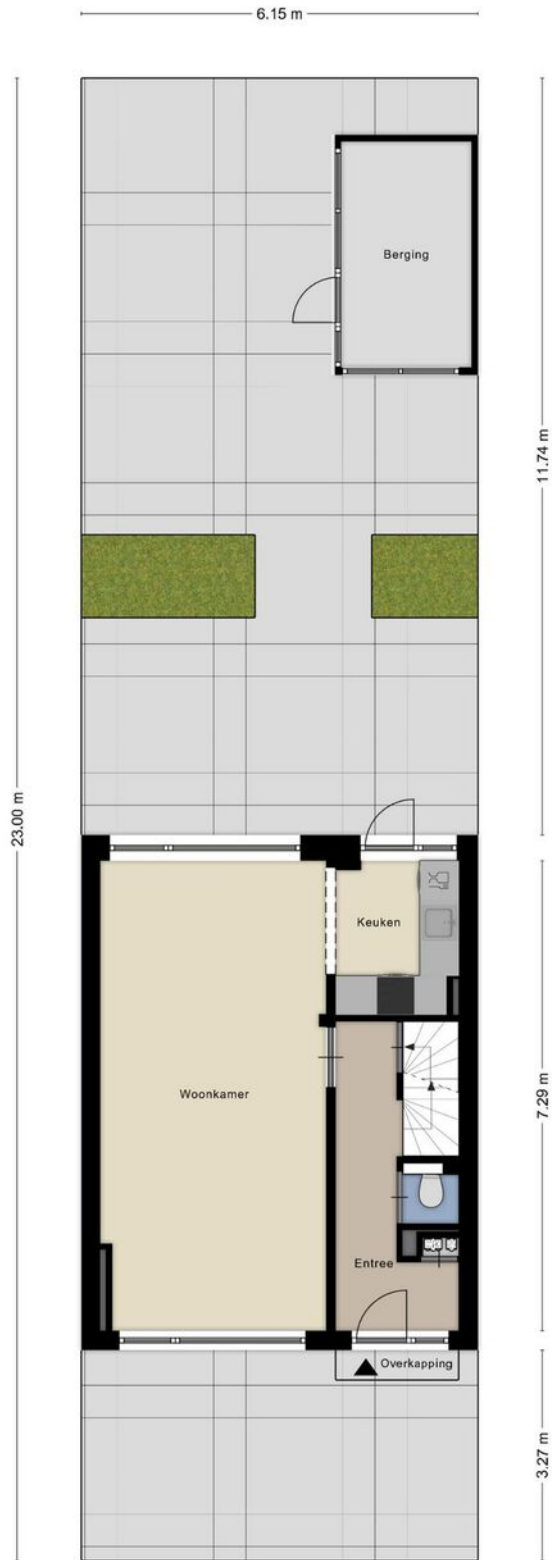 6.15 m
Berging
11.74 m
23.00 m
Keuken
Woonkamer
7.29 m
Entree
Overkapping
3.27 m